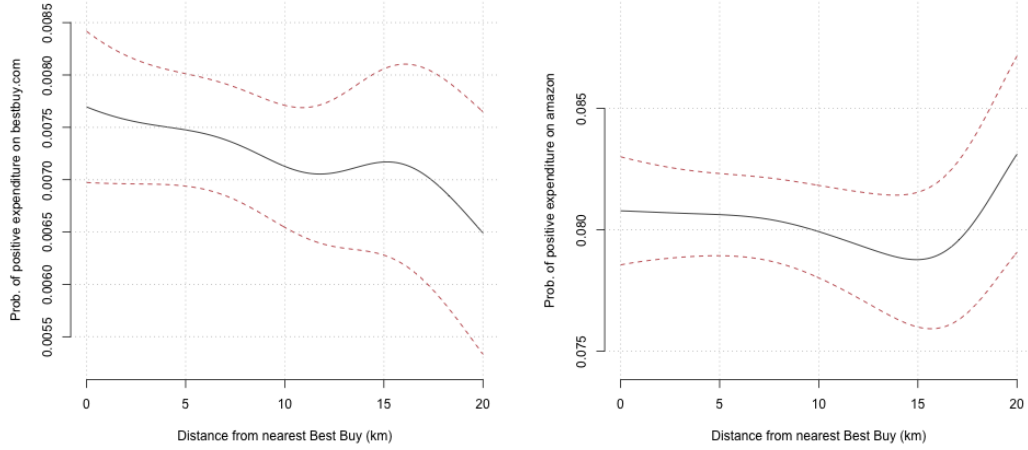 Prob. of positive expenditure on bestbuy.com
0.0085
0.0080
0.0075
0.0070
0.0065
0.0060
0.0055
0 5 10 15 20
Distance from nearest Best Buy (km)
Prob. of positive expenditure on amazon
0.085
0.080
0.075
0 5 10 15 20
Distance from nearest Best Buy (km)